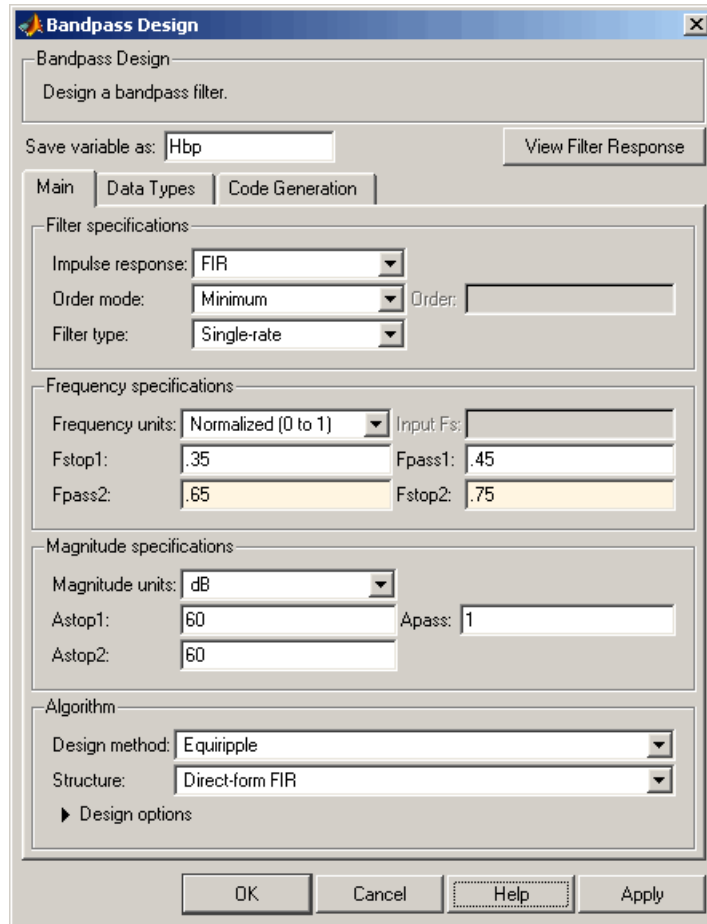 Bandpass Design
Bandpass Design
Design a bandpass filter.
Save variable as: Hbp View Filter Response
Main Data Types Code Generation
Filter specifications
Impulse response: FIR
Order mode: Minimum Order:
Filter type: Single-rate
Frequency specifications
Frequency units: Normalized (0 to 1) Input Fs:
Fstop1: .35 Fpass1: .45
Fpass2: .65 Fstop2: .75
Magnitude specifications
Magnitude units: dB
Astop1: 60 Apass: 1
Astop2: 60
Algorithm
Design method: Equiripple
Structure: Direct-form FIR
Design options
OK Cancel Help Apply